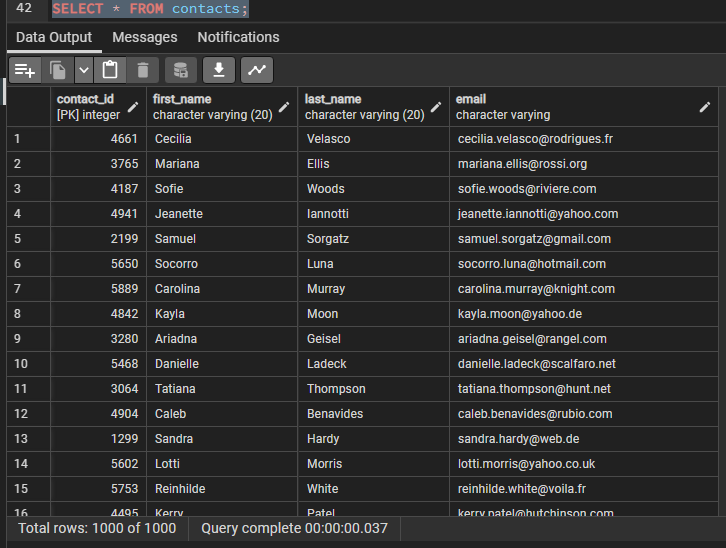 42 SELECT * FROM contacts;
Data Output Messages Notifications
contact_id first_name last_name email
[PK] integer character varying (20) character varying (20) character varying
1 4661 Cecilia Velasco cecilia.velasco@rodrigues.fr
2 3765 Mariana Ellis mariana.ellis@rossi.org
3 4187 Sofie Woods sofie.woods@riviere.com
4 4941 Jeanette Iannotti jeanette.iannotti@yahoo.com
5 2199 Samuel Sorgatz samuel.sorgatz@gmail.com
6 5650 Socorro Luna socorro.luna@hotmail.com
7 5889 Carolina Murray carolina.murray@knight.com
8 4842 Kayla Moon kayla.moon@yahoo.de
9 3280 Ariadna Geisel ariadna.geisel@rangel.com
10 5468 Danielle Ladeck danielle.ladeck@scalfaro.net
11 3064 Tatiana Thompson tatiana.thompson@hunt.net
12 4904 Caleb Benavides caleb.benavides@rubio.com
13 1299 Sandra Hardy sandra.hardy@web.de
14 5602 Lotti Morris lotti.morris@yahoo.co.uk
15 5753 Reinhilde White reinhilde.white@voila.fr
16 4495 Kerry Patel kerry.patel@hutchinson.com
Total rows: 1000 of 1000 Query complete 00:00:00.037